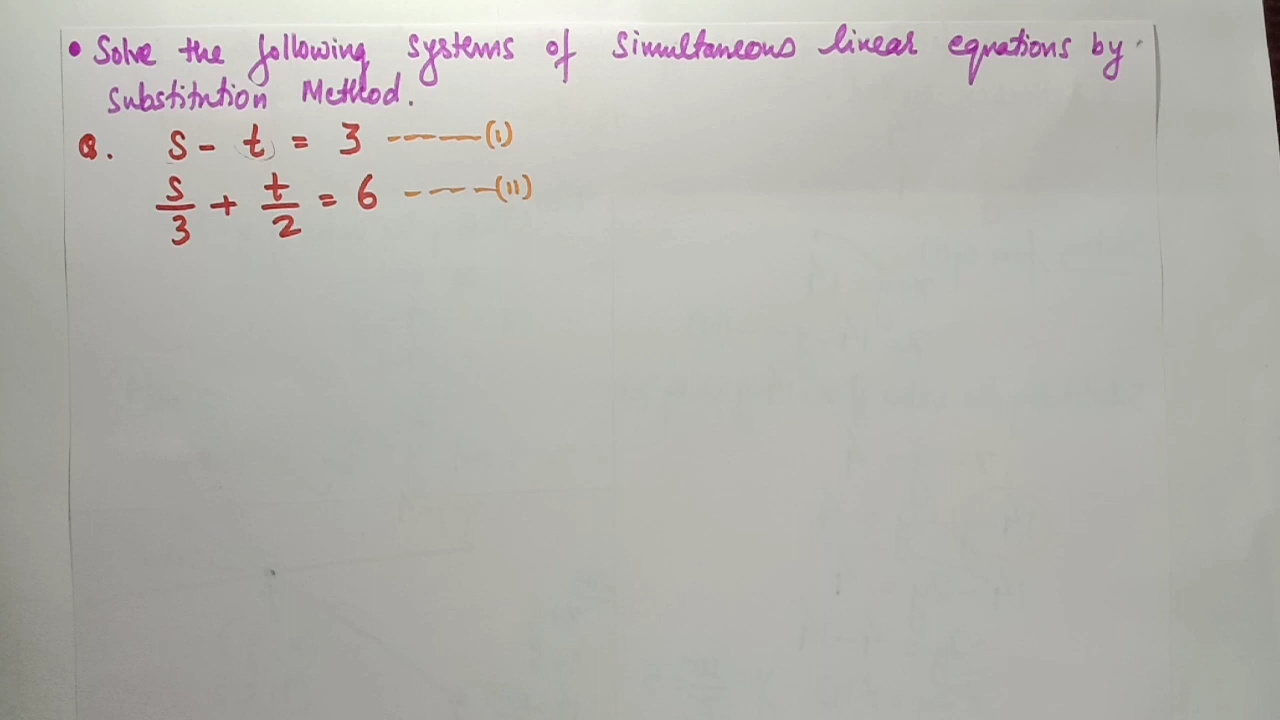 • Solve the following systems of simultaneous linear equations by
substitution Method.
Q. s - t = 3 -------(i)
s/3 + t/2 = 6 -----(ii)